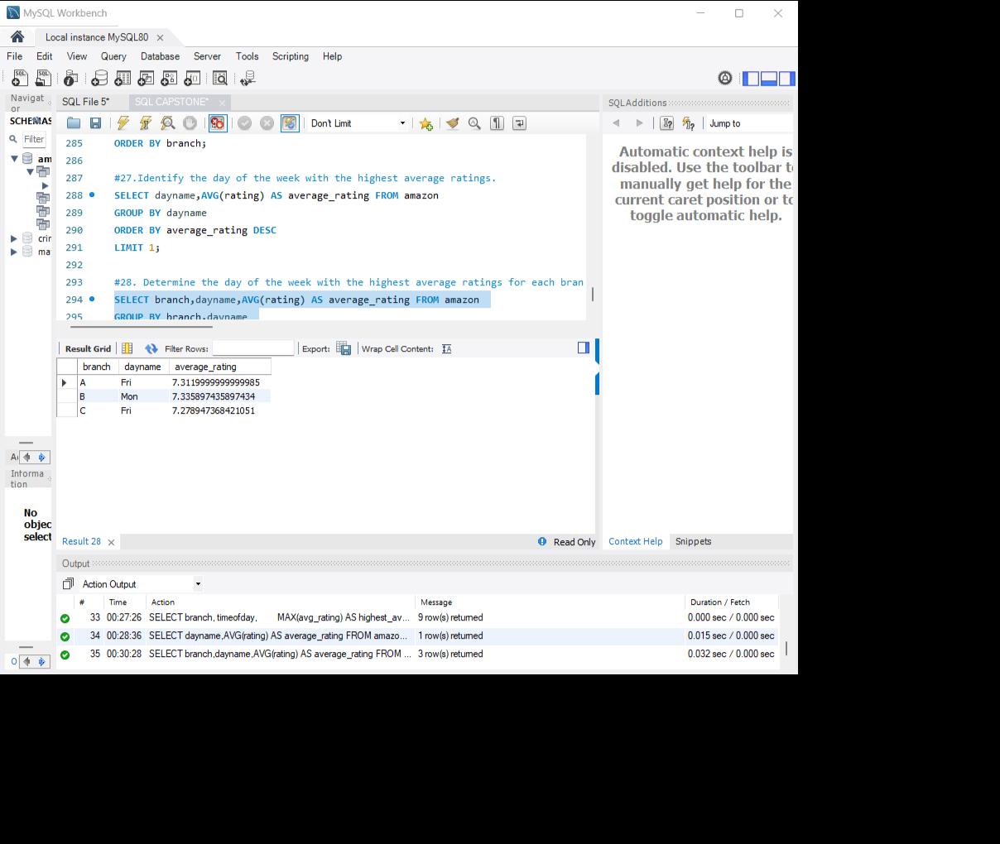 MySQL Workbench
Local instance MySQL80
File Edit View Query Database Server Tools Scripting Help
Navigat
or
SCHEMAS
Filter
am
crir
ma
SQL File 5*
SQL CAPSTONE*
Don't Limit
285 ORDER BY branch;
286
287 #27.Identify the day of the week with the highest average ratings.
288 SELECT dayname,AVG(rating) AS average_rating FROM amazon
289 GROUP BY dayname
290 ORDER BY average_rating DESC
291 LIMIT 1;
292
293 #28. Determine the day of the week with the highest average ratings for each bran
294 SELECT branch,dayname,AVG(rating) AS average_rating FROM amazon
295 GROUP BY branch,dayname
Result Grid Filter Rows: Export: Wrap Cell Content:
branch dayname average_rating
A Fri 7.3119999999999985
B Mon 7.335897435897434
C Fri 7.278947368421051
Result 28
Read Only
SQLAdditions
Jump to
Automatic context help is
disabled. Use the toolbar to
manually get help for the
current caret position or to
toggle automatic help.
Context Help Snippets
Informa
tion
No
objec
select
Output
Action Output
# Time Action Message Duration / Fetch
33 00:27:26 SELECT branch, timeofday, MAX(avg_rating) AS highest_av... 9 row(s) returned 0.000 sec / 0.000 sec
34 00:28:36 SELECT dayname,AVG(rating) AS average_rating FROM amazo... 1 row(s) returned 0.015 sec / 0.000 sec
35 00:30:28 SELECT branch,dayname,AVG(rating) AS average_rating FROM ... 3 row(s) returned 0.032 sec / 0.000 sec